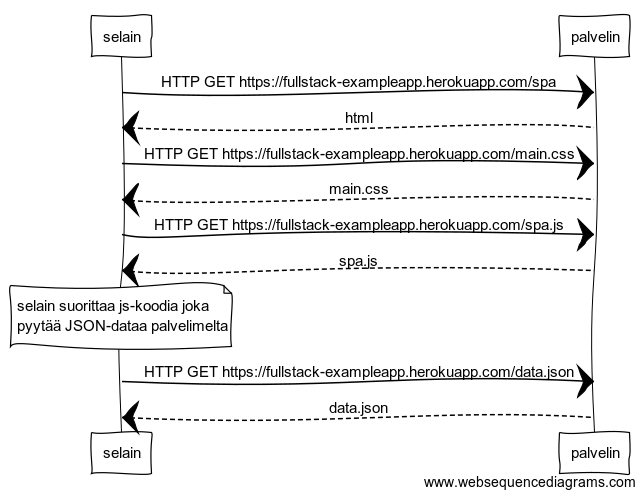 selain
palvelin
HTTP GET https://fullstack-exampleapp.herokuapp.com/spa
html
HTTP GET https://fullstack-exampleapp.herokuapp.com/main.css
main.css
HTTP GET https://fullstack-exampleapp.herokuapp.com/spa.js
spa.js
selain suorittaa js-koodia joka
pyytää JSON-dataa palvelimelta
HTTP GET https://fullstack-exampleapp.herokuapp.com/data.json
data.json
selain
palvelin
www.websequencediagrams.com